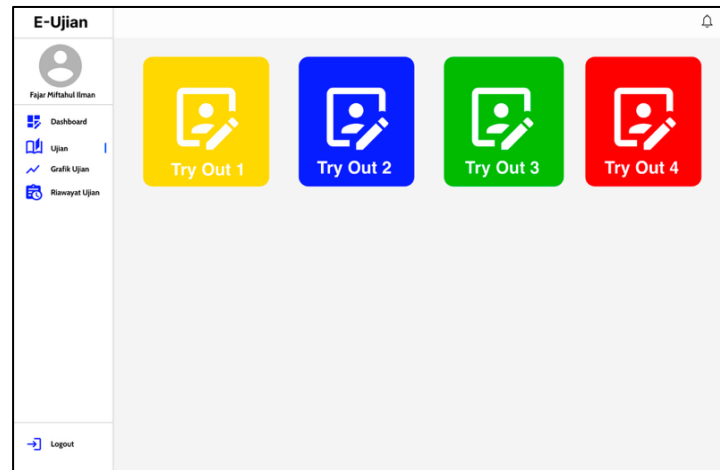 E-Ujian
Fajar Miftahul Ilman
Dashboard
Ujian
Grafik Ujian
Riawayat Ujian
Logout
Try Out 1
Try Out 2
Try Out 3
Try Out 4